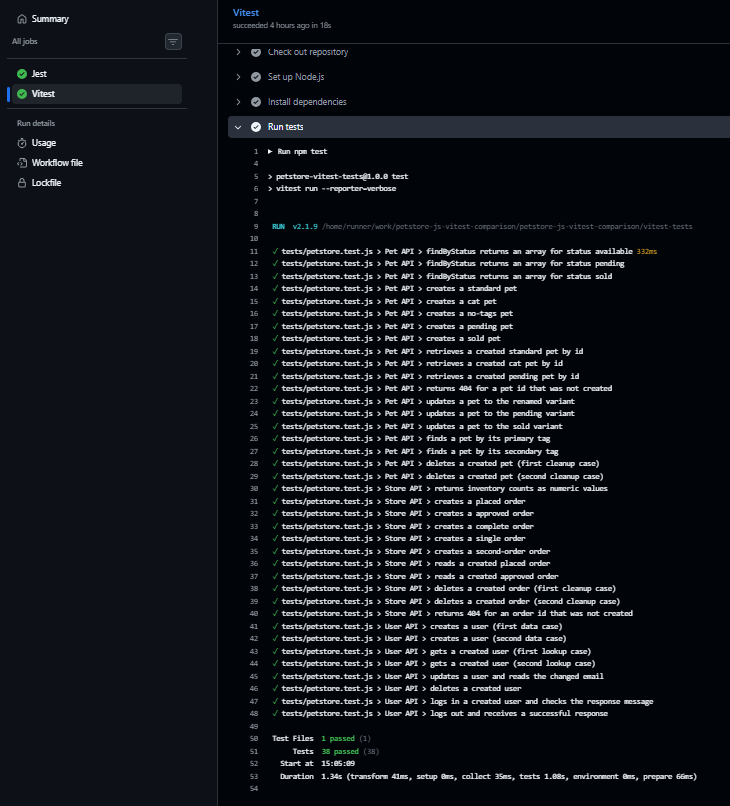 Summary
All jobs
Jest
Vitest
Run details
Usage
Workflow file
Lockfile
Vitest
succeeded 4 hours ago in 18s
Check out repository
Set up Node.js
Install dependencies
Run tests
1 ▶ Run npm test
4
5 > petstore-vitest-tests@1.0.0 test
6 > vitest run --reporter=verbose
7
8
9 RUN v2.1.9 /home/runner/work/petstore-js-vitest-comparison/petstore-js-vitest-comparison/vitest-tests
10
11 ✓ tests/petstore.test.js > Pet API > findByStatus returns an array for status available 332ms
12 ✓ tests/petstore.test.js > Pet API > findByStatus returns an array for status pending
13 ✓ tests/petstore.test.js > Pet API > findByStatus returns an array for status sold
14 ✓ tests/petstore.test.js > Pet API > creates a standard pet
15 ✓ tests/petstore.test.js > Pet API > creates a cat pet
16 ✓ tests/petstore.test.js > Pet API > creates a no-tags pet
17 ✓ tests/petstore.test.js > Pet API > creates a pending pet
18 ✓ tests/petstore.test.js > Pet API > creates a sold pet
19 ✓ tests/petstore.test.js > Pet API > retrieves a created standard pet by id
20 ✓ tests/petstore.test.js > Pet API > retrieves a created cat pet by id
21 ✓ tests/petstore.test.js > Pet API > retrieves a created pending pet by id
22 ✓ tests/petstore.test.js > Pet API > returns 404 for a pet id that was not created
23 ✓ tests/petstore.test.js > Pet API > updates a pet to the renamed variant
24 ✓ tests/petstore.test.js > Pet API > updates a pet to the pending variant
25 ✓ tests/petstore.test.js > Pet API > updates a pet to the sold variant
26 ✓ tests/petstore.test.js > Pet API > finds a pet by its primary tag
27 ✓ tests/petstore.test.js > Pet API > finds a pet by its secondary tag
28 ✓ tests/petstore.test.js > Pet API > deletes a created pet (first cleanup case)
29 ✓ tests/petstore.test.js > Pet API > deletes a created pet (second cleanup case)
30 ✓ tests/petstore.test.js > Store API > returns inventory counts as numeric values
31 ✓ tests/petstore.test.js > Store API > creates a placed order
32 ✓ tests/petstore.test.js > Store API > creates a approved order
33 ✓ tests/petstore.test.js > Store API > creates a complete order
34 ✓ tests/petstore.test.js > Store API > creates a single order
35 ✓ tests/petstore.test.js > Store API > creates a second-order order
36 ✓ tests/petstore.test.js > Store API > reads a created placed order
37 ✓ tests/petstore.test.js > Store API > reads a created approved order
38 ✓ tests/petstore.test.js > Store API > deletes a created order (first cleanup case)
39 ✓ tests/petstore.test.js > Store API > deletes a created order (second cleanup case)
40 ✓ tests/petstore.test.js > Store API > returns 404 for an order id that was not created
41 ✓ tests/petstore.test.js > User API > creates a user (first data case)
42 ✓ tests/petstore.test.js > User API > creates a user (second data case)
43 ✓ tests/petstore.test.js > User API > gets a created user (first lookup case)
44 ✓ tests/petstore.test.js > User API > gets a created user (second lookup case)
45 ✓ tests/petstore.test.js > User API > updates a user and reads the changed email
46 ✓ tests/petstore.test.js > User API > deletes a created user
47 ✓ tests/petstore.test.js > User API > logs in a created user and checks the response message
48 ✓ tests/petstore.test.js > User API > logs out and receives a successful response
49
50 Test Files 1 passed (1)
51 Tests 38 passed (38)
52 Start at 15:05:09
53 Duration 1.34s (transform 41ms, setup 0ms, collect 35ms, tests 1.08s, environment 0ms, prepare 66ms)
54